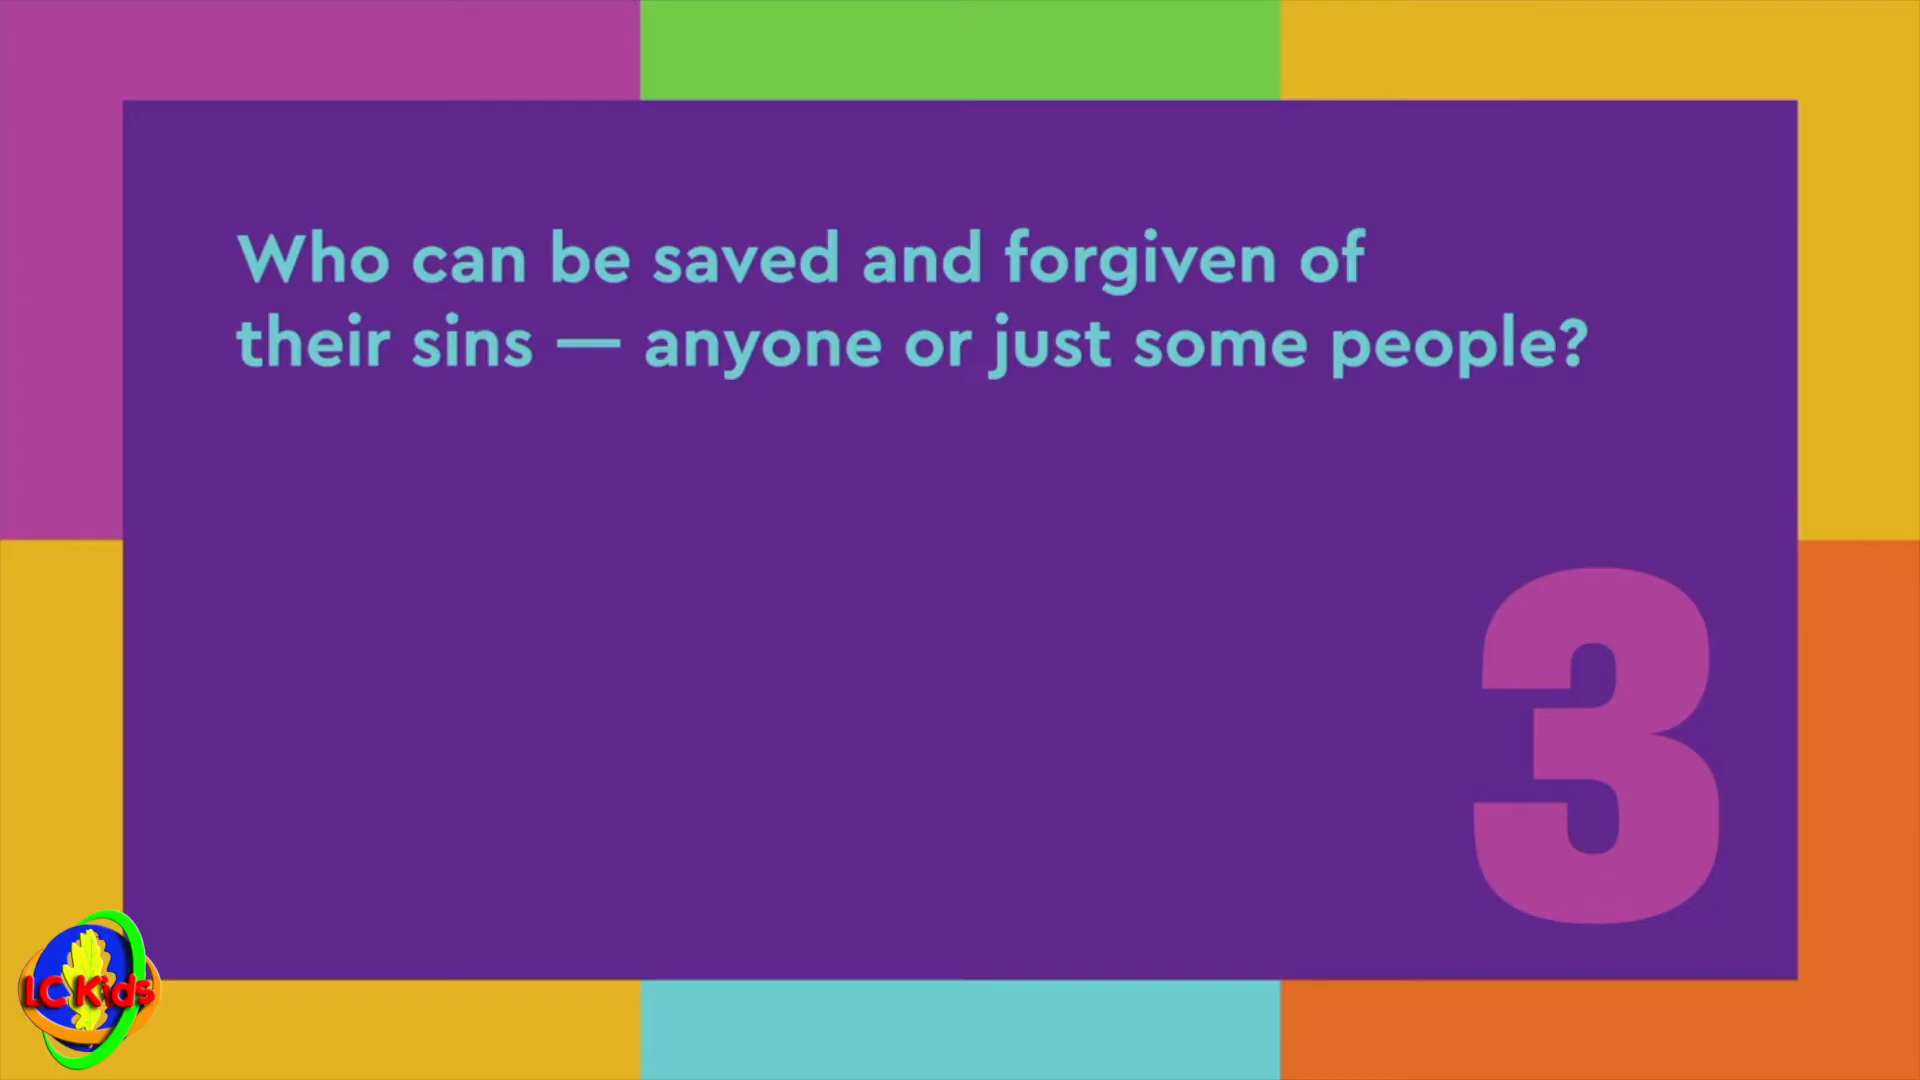 Who can be saved and forgiven of
their sins — anyone or just some people?
3
LC Kids